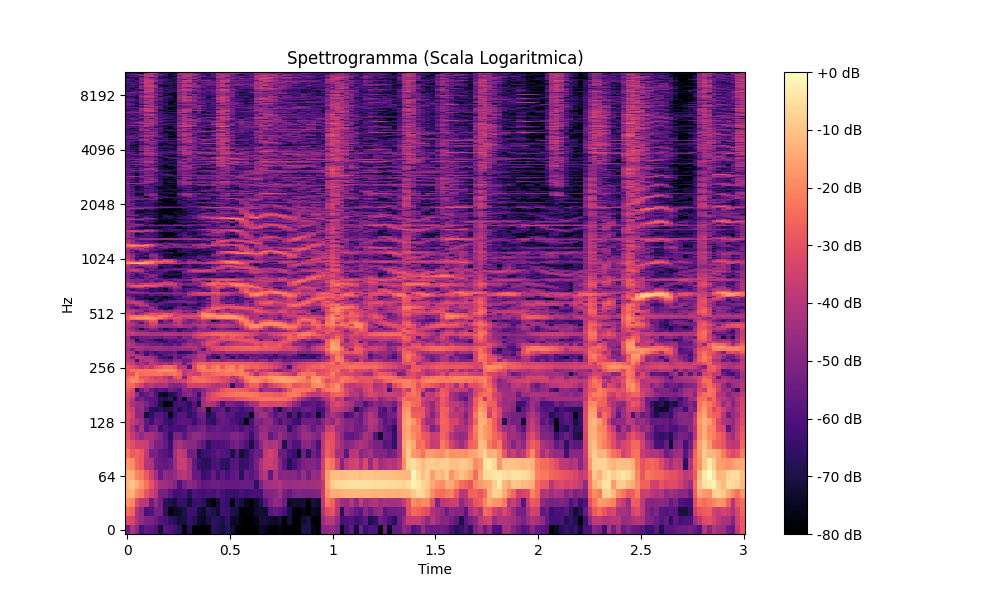 Spettrogramma (Scala Logaritmica)
Hz
8192
4096
2048
1024
512
256
128
64
0
0
0.5
1
1.5
2
2.5
3
Time
+0 dB
-10 dB
-20 dB
-30 dB
-40 dB
-50 dB
-60 dB
-70 dB
-80 dB